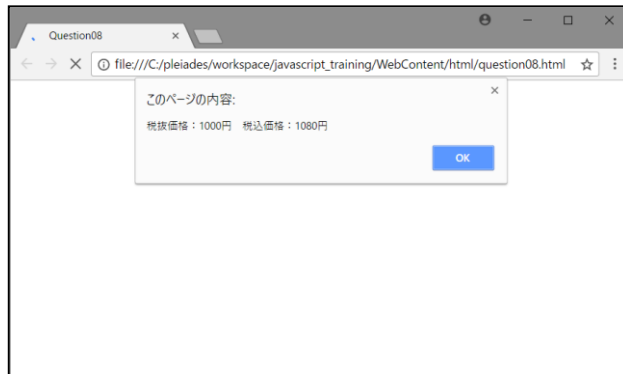 Question08
file:///C:/pleiades/workspace/javascript_training/WebContent/html/question08.html
このページの内容:
税抜価格：1000円　税込価格：1080円
OK